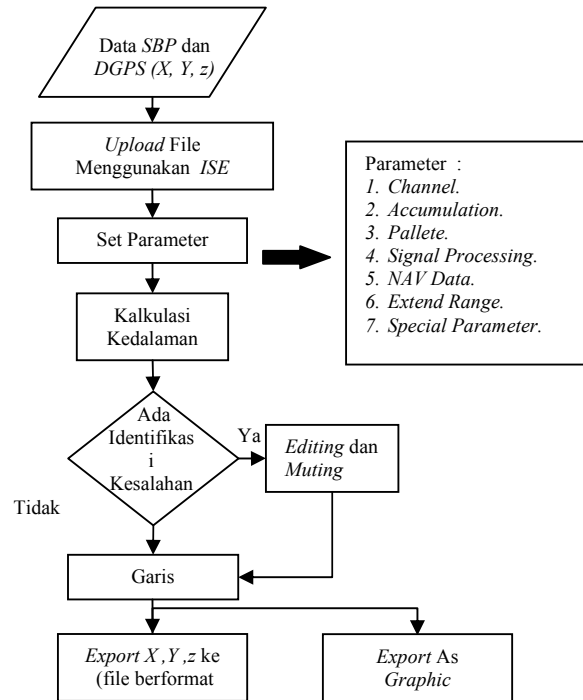 Data SBP dan
DGPS (X, Y, z)
Upload File
Menggunakan ISE
Set Parameter
Parameter :
1. Channel.
2. Accumulation.
3. Pallete.
4. Signal Processing.
5. NAV Data.
6. Extend Range.
7. Special Parameter.
Kalkulasi
Kedalaman
Ada
Identifikas
i
Kesalahan
Ya
Editing dan
Muting
Tidak
Garis
Export X ,Y ,z ke
(file berformat
Export As
Graphic